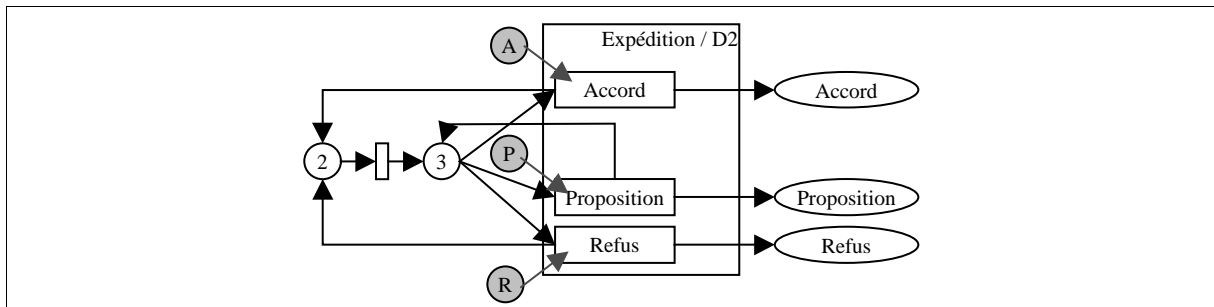 Expédition / D2
A
Accord
Accord
2
3
P
Proposition
Proposition
Refus
Refus
R